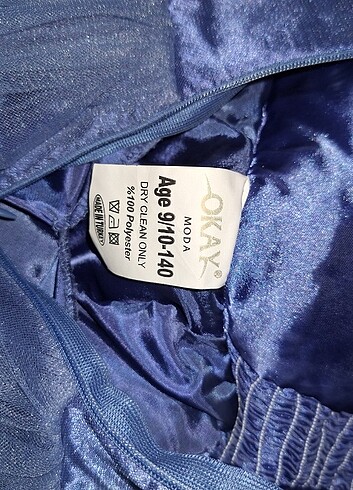 OKAY®
MODA
Age 9/10-140
DRY CLEAN ONLY
%100 Polyester
MADE IN TURKEY